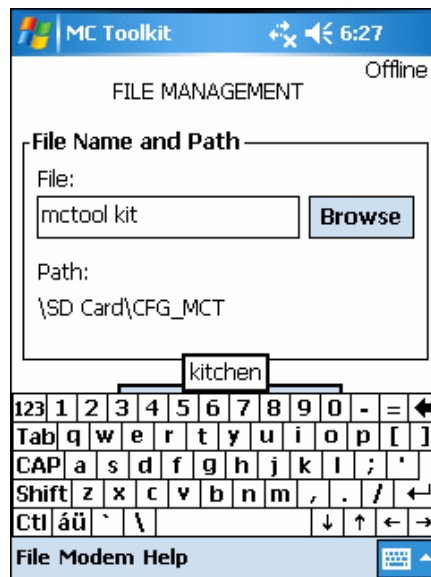 MC Toolkit 6:27
Offline
FILE MANAGEMENT
File Name and Path
File:
mctool kit Browse
Path:
\SD Card\CFG_MCT
kitchen
123 1 2 3 4 5 6 7 8 9 0 - =
Tab q w e r t y u i o p [ ]
CAP a s d f g h j k l ; '
Shift z x c v b n m , . / ↵
Ctl áü ` \ ↓ ↑ ← →
File Modem Help